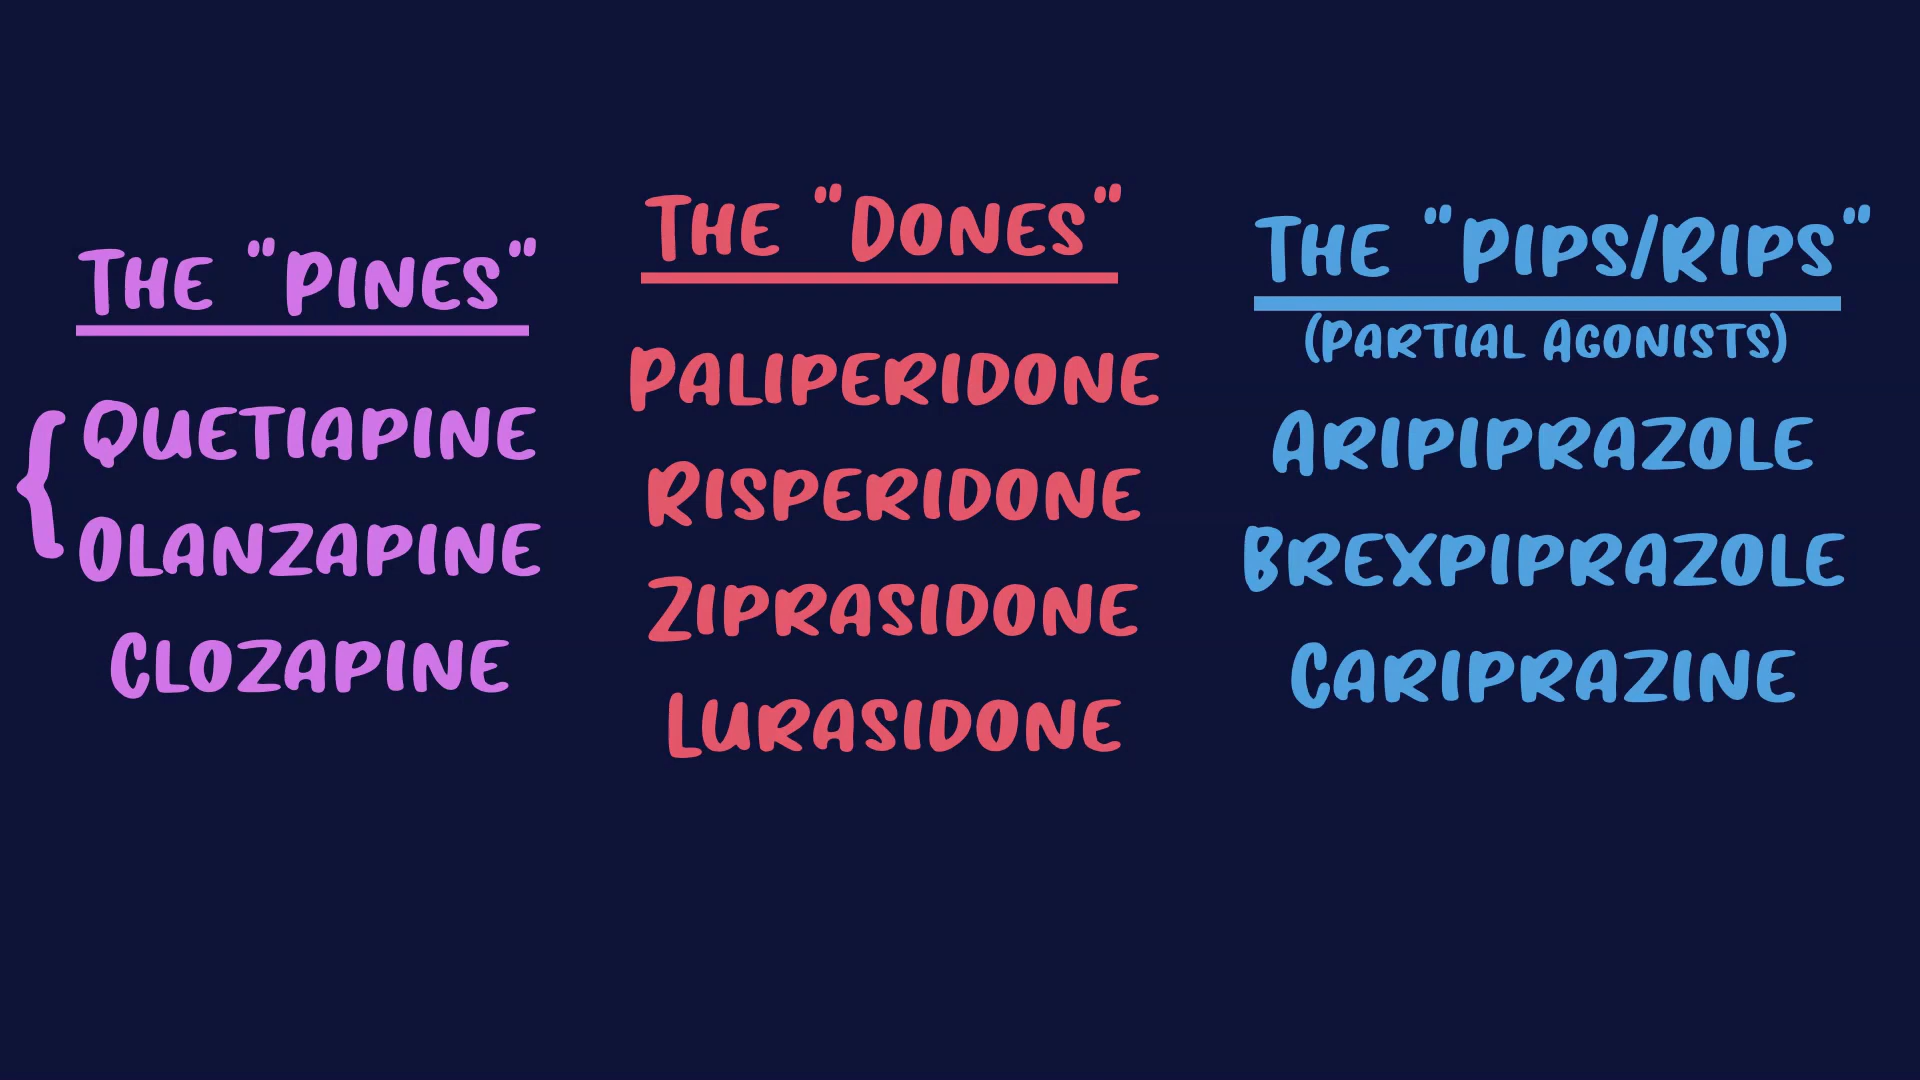 The "Pines"
{
Quetiapine
Olanzapine
Clozapine
The "Dones"
Paliperidone
Risperidone
Ziprasidone
Lurasidone
The "Pips/Rips"
(Partial Agonists)
Aripiprazole
Brexpiprazole
Cariprazine